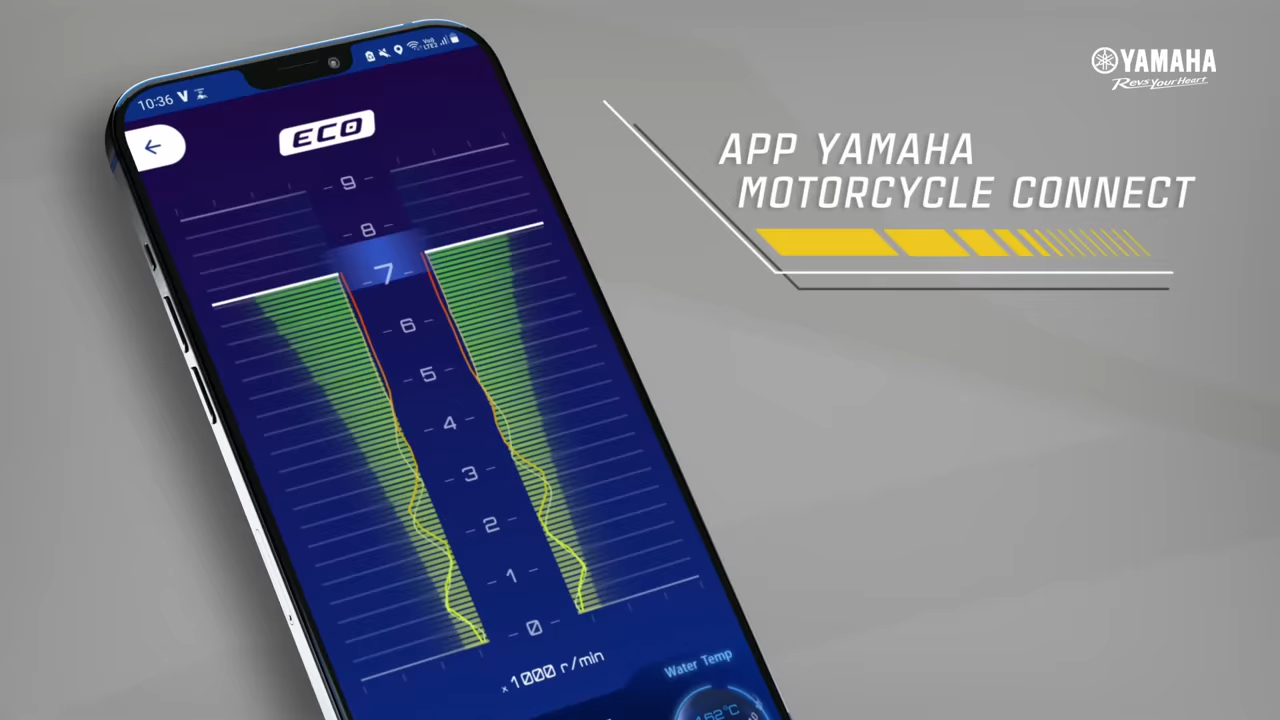 YAMAHA
Revs Your Heart
APP YAMAHA
MOTORCYCLE CONNECT
10:36
ECO
9
8
7
6
5
4
3
2
1
0
x1000 r/min
Water Temp